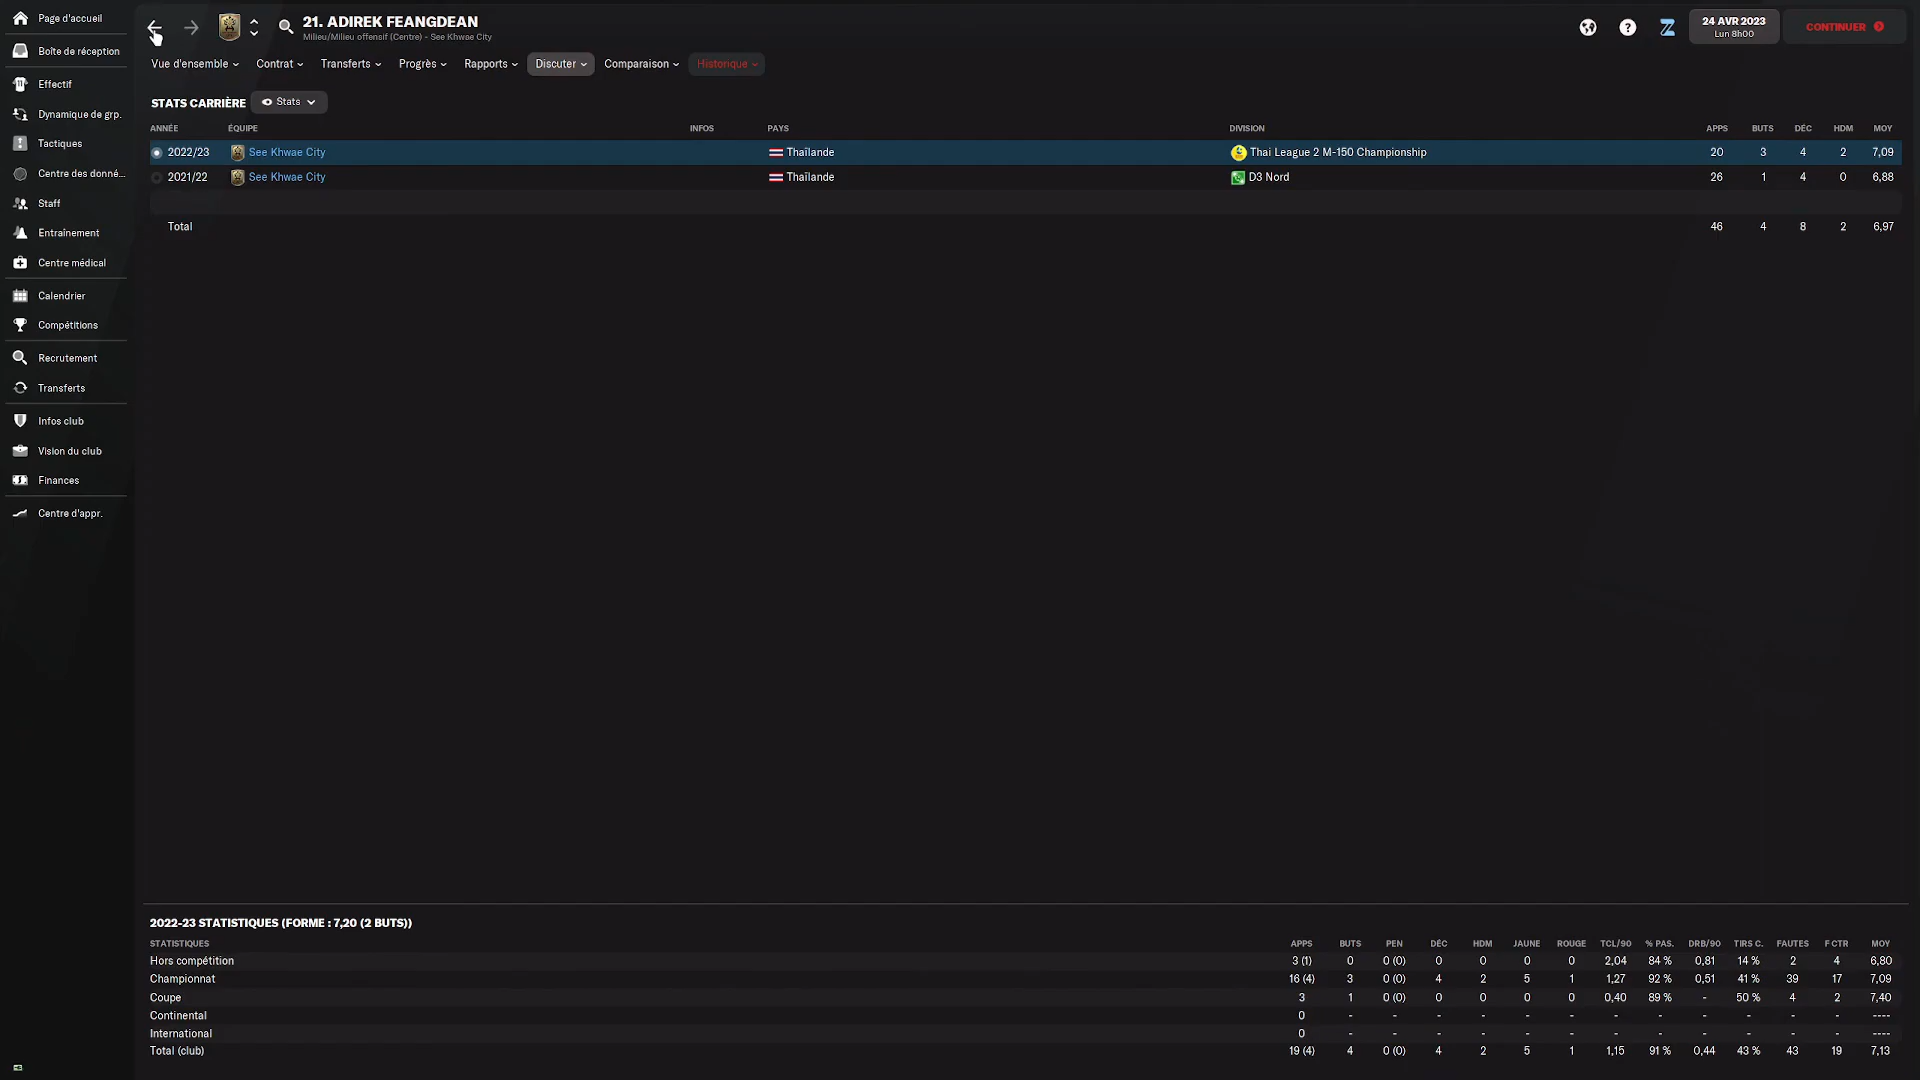 Page d'accueil
Boîte de réception
Effectif
Dynamique de grp.
Tactiques
Centre des donné...
Staff
Entraînement
Centre médical
Calendrier
Compétitions
Recrutement
Transferts
Infos club
Vision du club
Finances
Centre d'appr.
21. ADIREK FEANGDEAN
Milieu/Milieu offensif (Centre) - See Khwae City
24 AVR 2023
Lun 8h00
CONTINUER
Vue d'ensemble Contrat Transferts Progrès Rapports Discuter Comparaison Historique
STATS CARRIÈRE Stats
ANNÉE ÉQUIPE INFOS PAYS DIVISION APPS BUTS DÉC HDM MOY
2022/23 See Khwae City Thaïlande Thai League 2 M-150 Championship 20 3 4 2 7,09
2021/22 See Khwae City Thaïlande D3 Nord 26 1 4 0 6,88
Total 46 4 8 2 6,97
2022-23 STATISTIQUES (FORME : 7,20 (2 BUTS))
STATISTIQUES APPS BUTS PEN DÉC HDM JAUNE ROUGE TCL/90 % PAS. DRB/90 TIRS C. FAUTES F CTR MOY
Hors compétition 3 (1) 0 0 (0) 0 0 0 0 2,04 84 % 0,81 14 % 2 4 6,80
Championnat 16 (4) 3 0 (0) 4 2 5 1 1,27 92 % 0,51 41 % 39 17 7,09
Coupe 3 1 0 (0) 0 0 0 0 0,40 89 % - 50 % 4 2 7,40
Continental 0 - - - - - - - - - - - - ----
International 0 - - - - - - - - - - - - ----
Total (club) 19 (4) 4 0 (0) 4 2 5 1 1,15 91 % 0,44 43 % 43 19 7,13